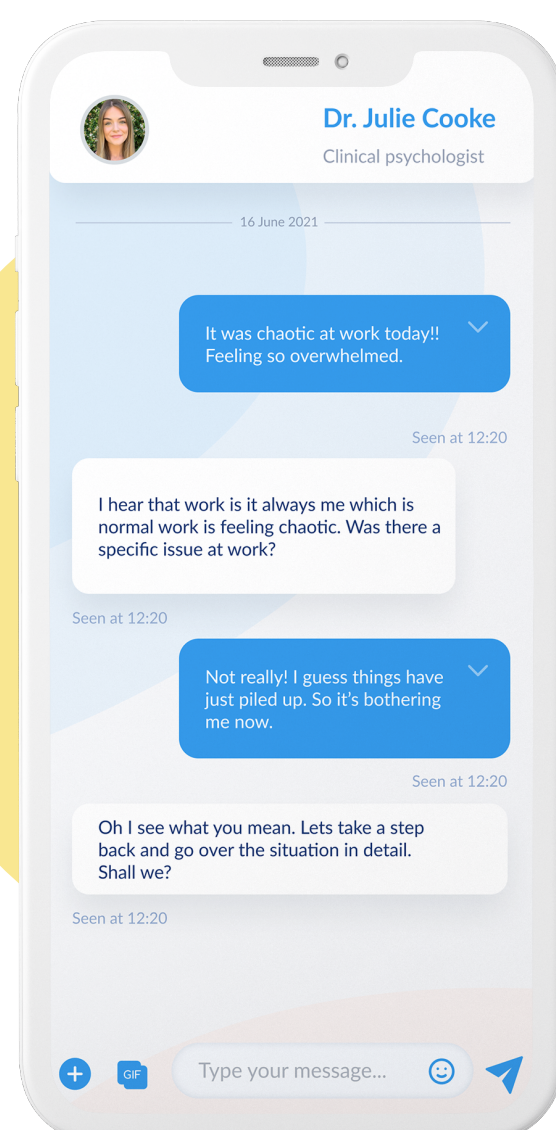 Dr. Julie Cooke
Clinical psychologist
16 June 2021
It was chaotic at work today!!
Feeling so overwhelmed.
Seen at 12:20
I hear that work is it always me which is
normal work is feeling chaotic. Was there a
specific issue at work?
Seen at 12:20
Not really! I guess things have
just piled up. So it's bothering
me now.
Seen at 12:20
Oh I see what you mean. Lets take a step
back and go over the situation in detail.
Shall we?
Seen at 12:20
GIF
Type your message...